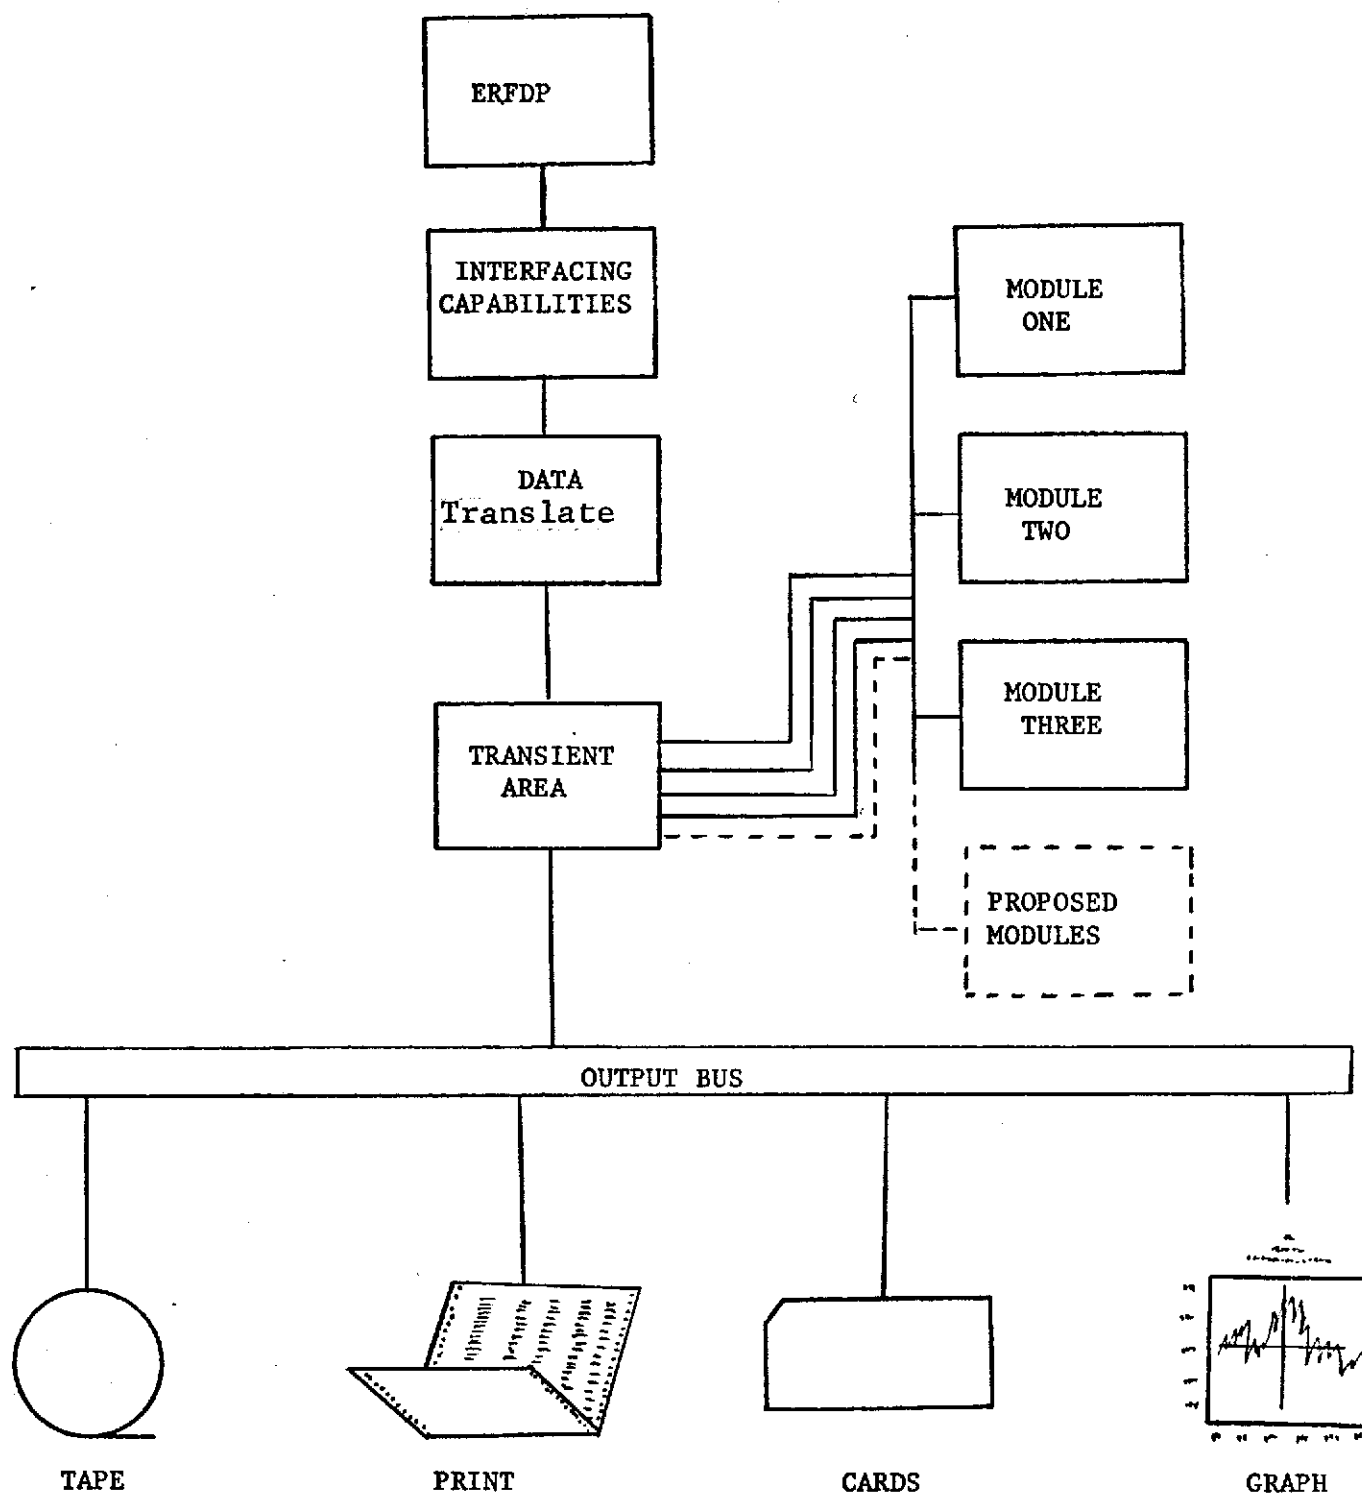 ERFDP
INTERFACING
CAPABILITIES
DATA
Translate
TRANSIENT
AREA
MODULE
ONE
MODULE
TWO
MODULE
THREE
PROPOSED
MODULES
OUTPUT BUS
TAPE
PRINT
CARDS
GRAPH